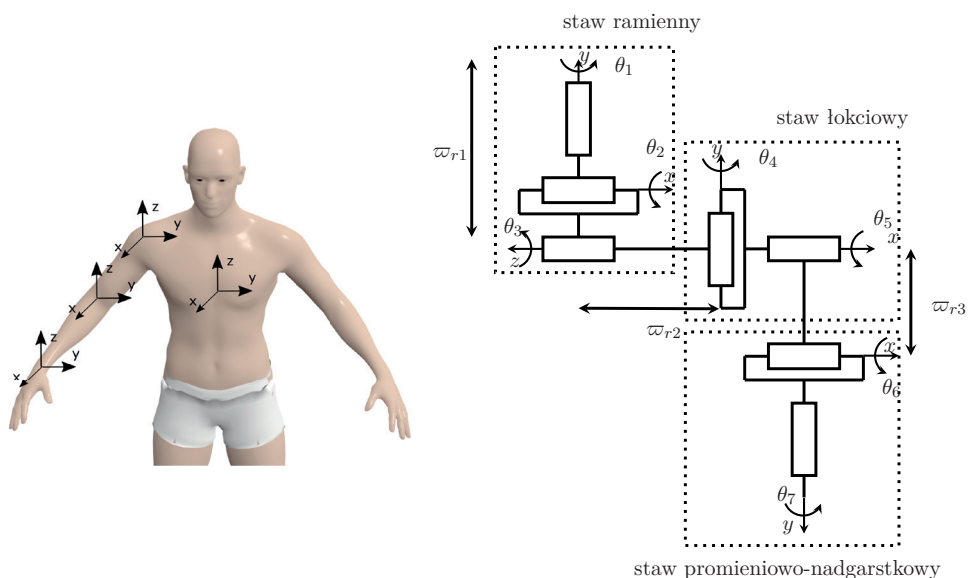 z
y
x
z
y
x
z
y
x
z
y
x
staw ramienny
y
θ1
ϖr1
θ2
x
θ3
z
staw łokciowy
y
θ4
θ5
x
ϖr2
ϖr3
x
θ6
θ7
y
staw promieniowo-nadgarstkowy